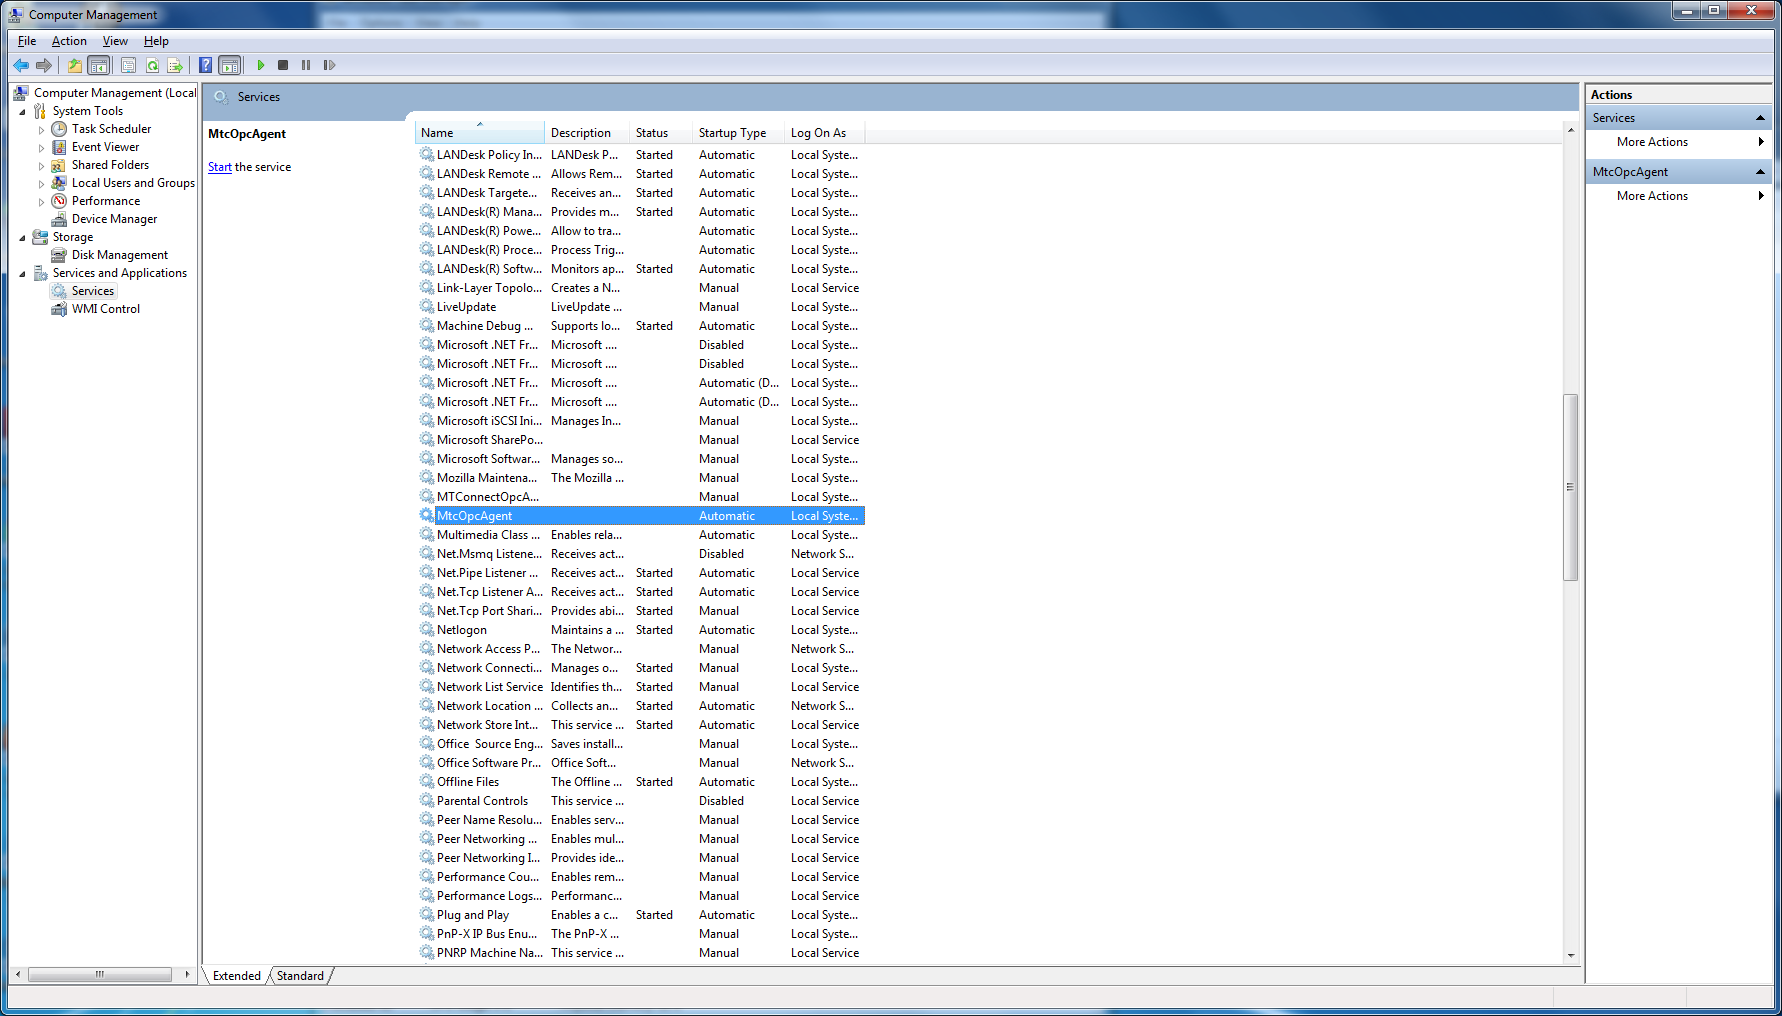 Computer Management
File Action View Help
Computer Management (Local
System Tools
Task Scheduler
Event Viewer
Shared Folders
Local Users and Groups
Performance
Device Manager
Storage
Disk Management
Services and Applications
Services
WMI Control
Services
MtcOpcAgent
Start the service
Name Description Status Startup Type Log On As
LANDesk Policy In... LANDesk P... Started Automatic Local Syste...
LANDesk Remote ... Allows Rem... Started Automatic Local Syste...
LANDesk Targete... Receives an... Started Automatic Local Syste...
LANDesk(R) Mana... Provides m... Started Automatic Local Syste...
LANDesk(R) Powe... Allow to tra... Automatic Local Syste...
LANDesk(R) Proce... Process Trig... Automatic Local Syste...
LANDesk(R) Softw... Monitors ap... Started Automatic Local Syste...
Link-Layer Topolo... Creates a N... Manual Local Service
LiveUpdate LiveUpdate ... Manual Local Syste...
Machine Debug ... Supports lo... Started Automatic Local Syste...
Microsoft .NET Fr... Microsoft .... Disabled Local Syste...
Microsoft .NET Fr... Microsoft .... Disabled Local Syste...
Microsoft .NET Fr... Microsoft .... Automatic (D... Local Syste...
Microsoft .NET Fr... Microsoft .... Automatic (D... Local Syste...
Microsoft iSCSI Ini... Manages In... Manual Local Syste...
Microsoft SharePo... Manual Local Service
Microsoft Softwar... Manages so... Manual Local Syste...
Mozilla Maintena... The Mozilla ... Manual Local Syste...
MTConnectOpcA... Manual Local Syste...
MtcOpcAgent Automatic Local Syste...
Multimedia Class ... Enables rela... Automatic Local Syste...
Net.Msmq Listene... Receives act... Disabled Network S...
Net.Pipe Listener ... Receives act... Started Automatic Local Service
Net.Tcp Listener A... Receives act... Started Automatic Local Service
Net.Tcp Port Shari... Provides abi... Started Manual Local Service
Netlogon Maintains a ... Started Automatic Local Syste...
Network Access P... The Networ... Manual Network S...
Network Connecti... Manages o... Started Manual Local Syste...
Network List Service Identifies th... Started Manual Local Service
Network Location ... Collects an... Started Automatic Network S...
Network Store Int... This service ... Started Automatic Local Service
Office Source Eng... Saves install... Manual Local Syste...
Office Software Pr... Office Soft... Manual Network S...
Offline Files The Offline ... Started Automatic Local Syste...
Parental Controls This service ... Disabled Local Service
Peer Name Resolu... Enables serv... Manual Local Service
Peer Networking ... Enables mul... Manual Local Service
Peer Networking I... Provides ide... Manual Local Service
Performance Cou... Enables rem... Manual Local Service
Performance Logs... Performanc... Manual Local Service
Plug and Play Enables a c... Started Automatic Local Syste...
PnP-X IP Bus Enu... The PnP-X ... Manual Local Syste...
PNRP Machine Na... This service ... Manual Local Service
Extended Standard
Actions
Services
More Actions
MtcOpcAgent
More Actions